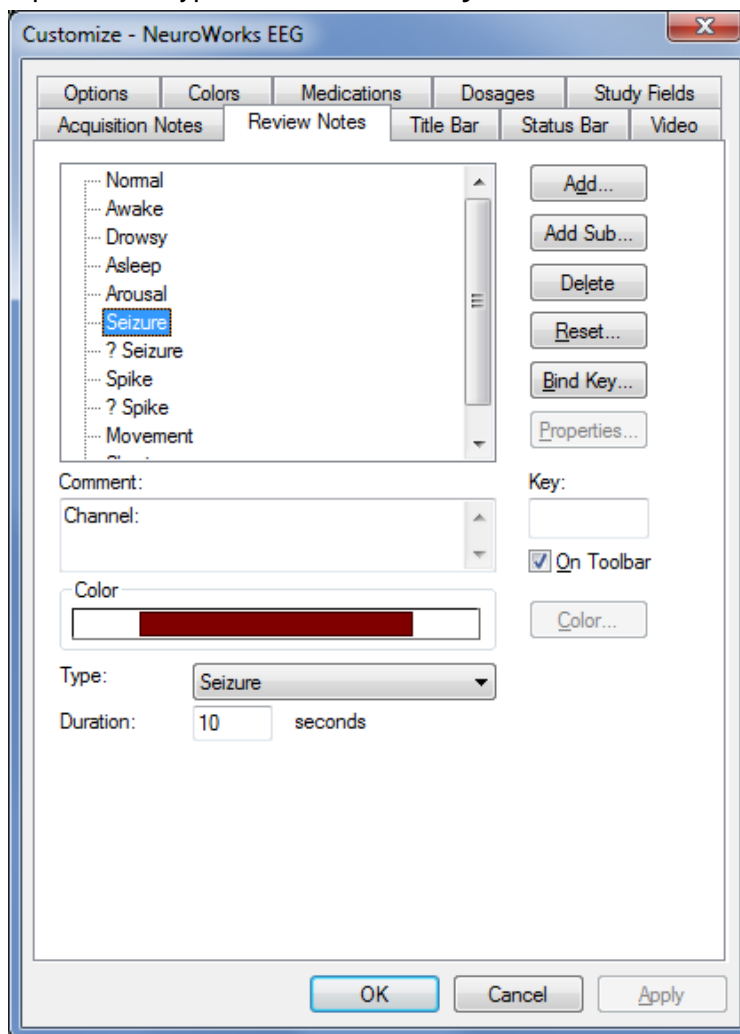 Customize - NeuroWorks EEG
Options Colors Medications Dosages Study Fields
Acquisition Notes Review Notes Title Bar Status Bar Video
Normal
Awake
Drowsy
Asleep
Arousal
Seizure
? Seizure
Spike
? Spike
Movement
Add...
Add Sub...
Delete
Reset...
Bind Key...
Properties...
Comment:
Channel:
Key:
On Toolbar
Color
Color...
Type: Seizure
Duration: 10 seconds
OK Cancel Apply